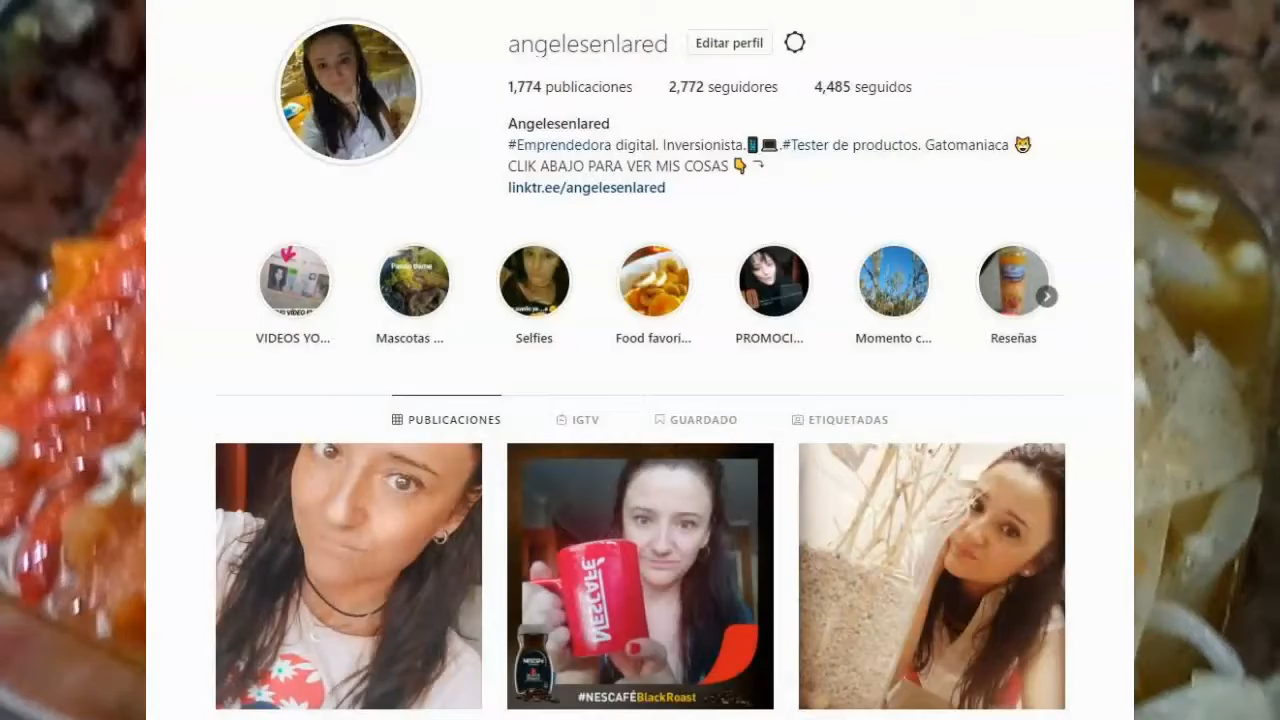 angelesenlared Editar perfil
1,774 publicaciones 2,772 seguidores 4,485 seguidos
Angelesenlared
#Emprendedora digital. Inversionista.📱💻.#Tester de productos. Gatomaniaca 😺
CLIK ABAJO PARA VER MIS COSAS 👇
linktr.ee/angelesenlared
VIDEOS YO... Mascotas ... Selfies Food favori... PROMOCI... Momento c... Reseñas
PUBLICACIONES IGTV GUARDADO ETIQUETADAS
NESCAFÉ
NESCAFÉ
#NESCAFÉBlackRoast